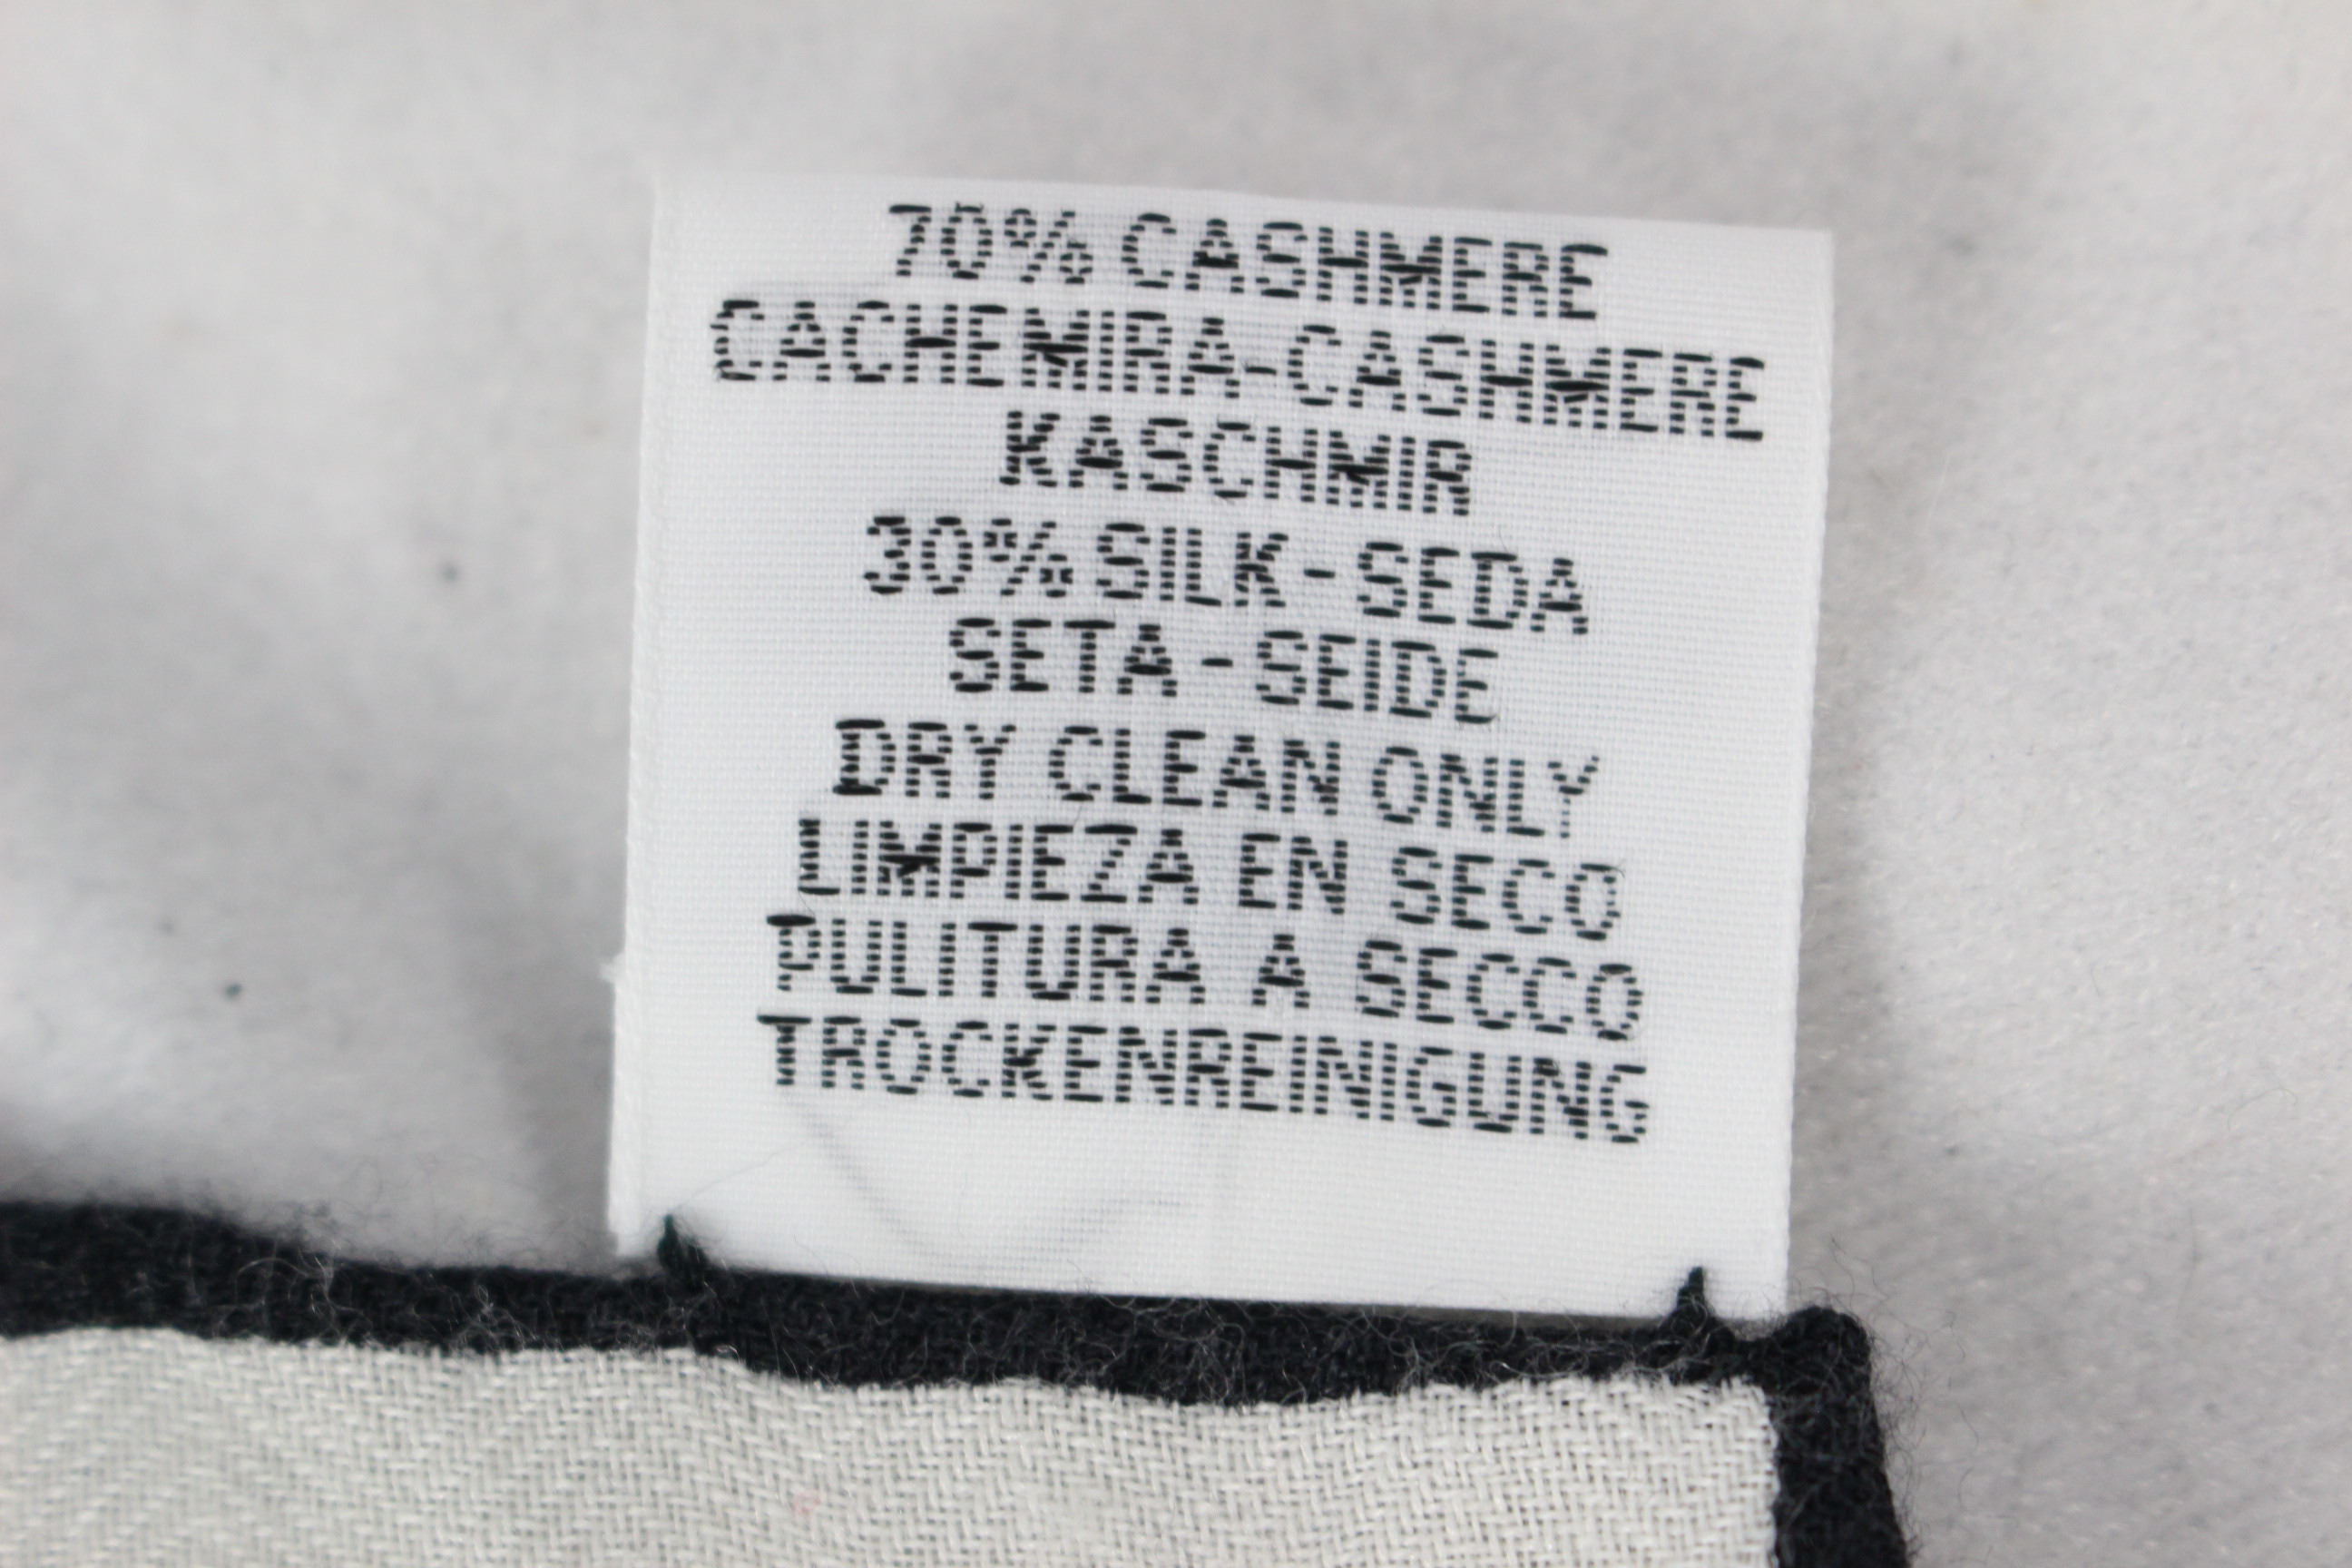 70% CASHMERE
CACHEMIRA-CASHMERE
KASCHMIR
30% SILK-SEDA
SETA-SEIDE
DRY CLEAN ONLY
LIMPIEZA EN SECO
PULITURA A SECCO
TROCKENREINIGUNG